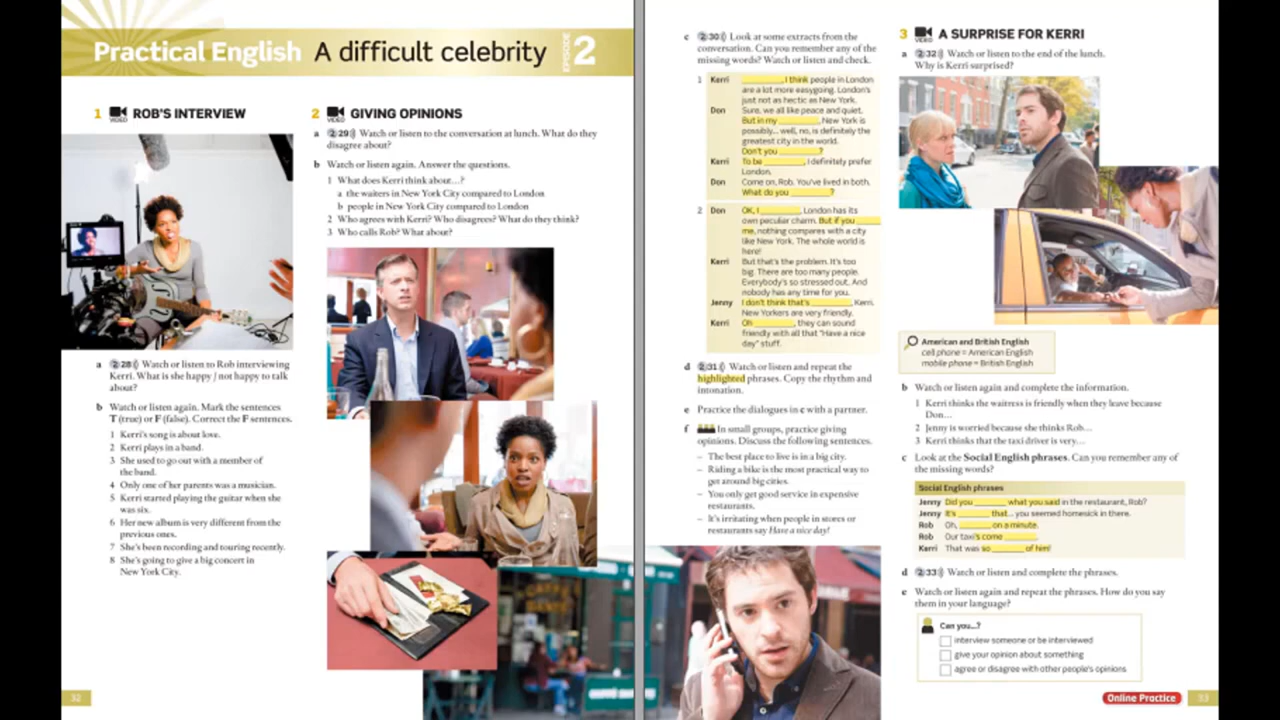 Practical English A difficult celebrity
EPISODE 2
1 VIDEO ROB'S INTERVIEW
a 2 28 Watch or listen to Rob interviewing
Kerri. What is she happy / not happy to talk
about?
b Watch or listen again. Mark the sentences
T (true) or F (false). Correct the F sentences.
1 Kerri's song is about love.
2 Kerri plays in a band.
3 She used to go out with a member of
the band.
4 Only one of her parents was a musician.
5 Kerri started playing the guitar when she
was six.
6 Her new album is very different from the
previous ones.
7 She's been recording and touring recently.
8 She's going to give a big concert in
New York City.
2 VIDEO GIVING OPINIONS
a 2 29 Watch or listen to the conversation at lunch. What do they
disagree about?
b Watch or listen again. Answer the questions.
1 What does Kerri think about...?
a the waiters in New York City compared to London
b people in New York City compared to London
2 Who agrees with Kerri? Who disagrees? What do they think?
3 Who calls Rob? What about?
32
c 2 30 Look at some extracts from the
conversation. Can you remember any of the
missing words? Watch or listen and check.
1 Kerri ________, I think people in London
are a lot more easygoing. London's
just not as hectic as New York.
Don Sure, we all like peace and quiet.
But in my ________, New York is
possibly... well, no, is definitely the
greatest city in the world.
Don't you ________?
Kerri To be ________, I definitely prefer
London.
Don Come on, Rob. You've lived in both.
What do you ________?
2 Don OK, I ________, London has its
own peculiar charm. But if you ________
me, nothing compares with a city
like New York. The whole world is
here!
Kerri But that's the problem. It's too
big. There are too many people.
Everybody's so stressed out. And
nobody has any time for you.
Jenny I don't think that's ________, Kerri.
New Yorkers are very friendly.
Kerri Oh ________, they can sound
friendly with all that "Have a nice
day" stuff.
d 2 31 Watch or listen and repeat the
highlighted phrases. Copy the rhythm and
intonation.
e Practice the dialogues in c with a partner.
f In small groups, practice giving
opinions. Discuss the following sentences.
– The best place to live is in a big city.
– Riding a bike is the most practical way to
get around big cities.
– You only get good service in expensive
restaurants.
– It's irritating when people in stores or
restaurants say Have a nice day!
3 VIDEO A SURPRISE FOR KERRI
a 2 32 Watch or listen to the end of the lunch.
Why is Kerri surprised?
American and British English
cell phone = American English
mobile phone = British English
b Watch or listen again and complete the information.
1 Kerri thinks the waitress is friendly when they leave because
Don...
2 Jenny is worried because she thinks Rob...
3 Kerri thinks that the taxi driver is very...
c Look at the Social English phrases. Can you remember any of
the missing words?
Social English phrases
Jenny Did you ________ what you said in the restaurant, Rob?
Jenny It's ________ that... you seemed homesick in there.
Rob Oh, ________ on a minute.
Rob Our taxi's come ________.
Kerri That was so ________ of him!
d 2 33 Watch or listen and complete the phrases.
e Watch or listen again and repeat the phrases. How do you say
them in your language?
Can you...?
interview someone or be interviewed
give your opinion about something
agree or disagree with other people's opinions
Online Practice 33